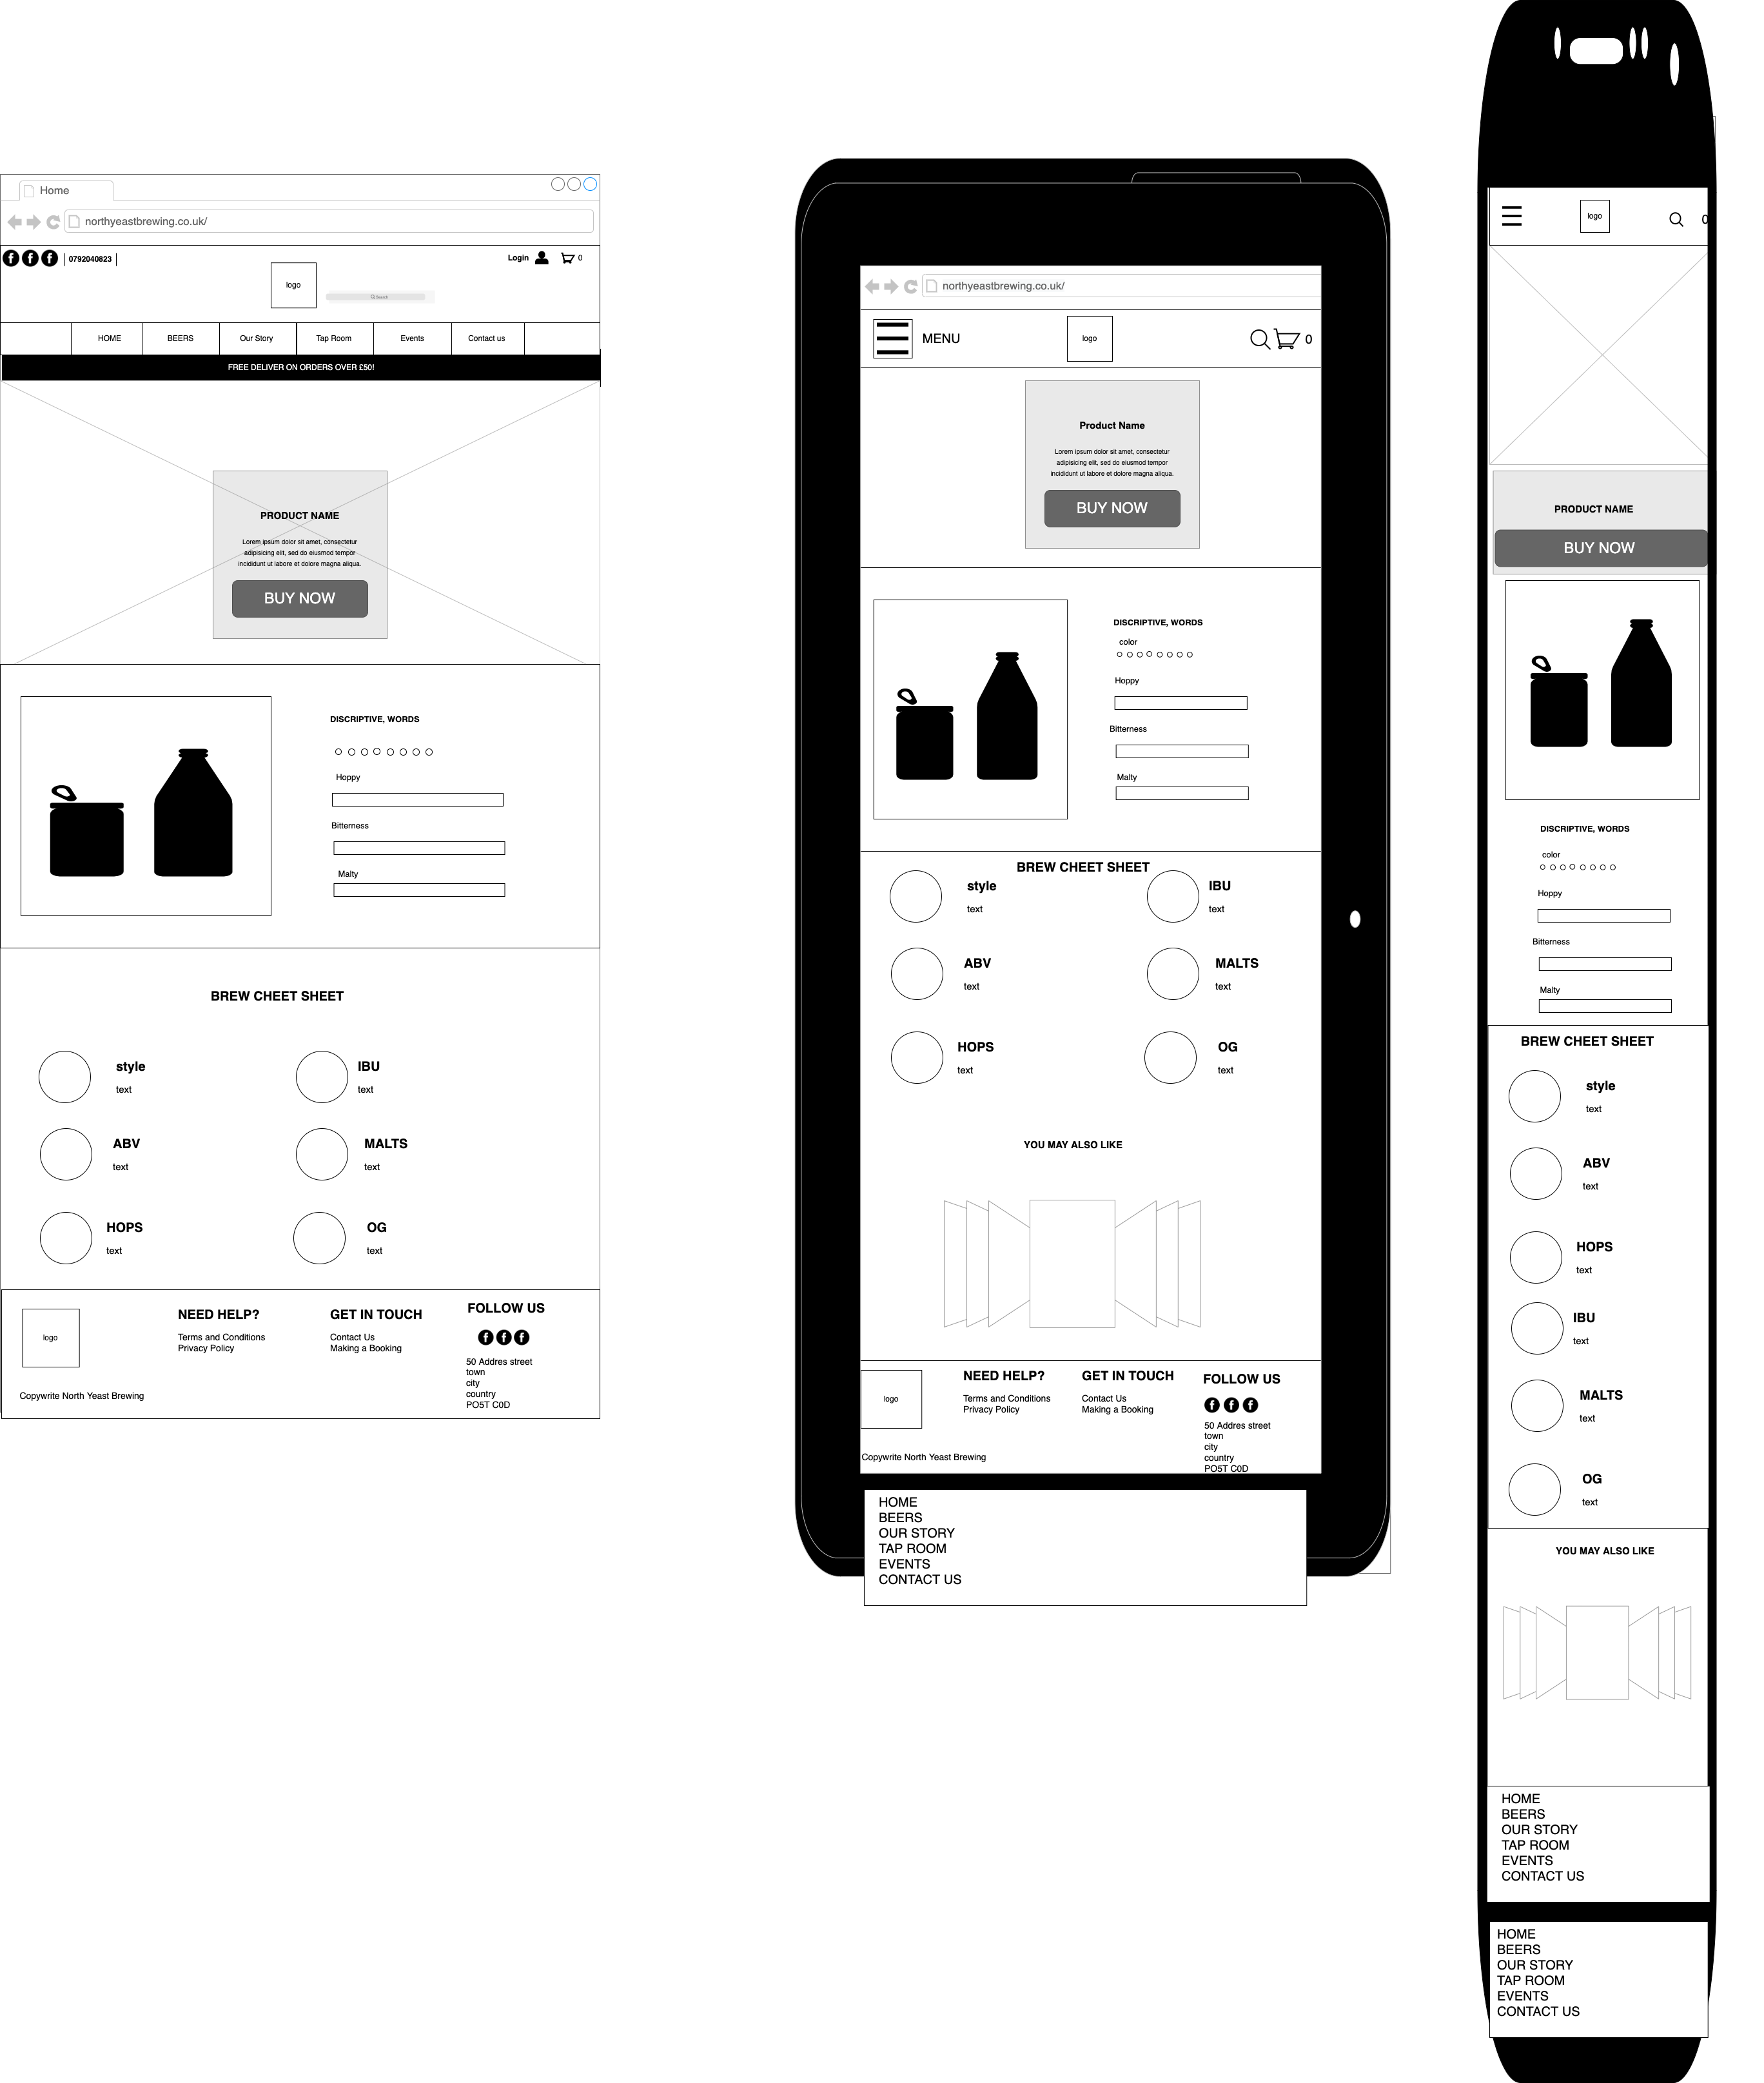 Home
northyeastbrewing.co.uk/
0792040823
Login
0
logo
Search
HOME
BEERS
Our Story
Tap Room
Events
Contact us
FREE DELIVER ON ORDERS OVER £50!
PRODUCT NAME
Lorem ipsum dolor sit amet, consectetur
adipisicing elit, sed do eiusmod tempor
incididunt ut labore et dolore magna aliqua.
BUY NOW
DISCRIPTIVE, WORDS
Hoppy
Bitterness
Malty
BREW CHEET SHEET
style
text
IBU
text
ABV
text
MALTS
text
HOPS
text
OG
text
logo
Copywrite North Yeast Brewing
NEED HELP?
Terms and Conditions
Privacy Policy
GET IN TOUCH
Contact Us
Making a Booking
FOLLOW US
50 Addres street
town
city
country
PO5T C0D
northyeastbrewing.co.uk/
MENU
logo
0
Product Name
Lorem ipsum dolor sit amet, consectetur
adipisicing elit, sed do eiusmod tempor
incididunt ut labore et dolore magna aliqua.
BUY NOW
DISCRIPTIVE, WORDS
color
Hoppy
Bitterness
Malty
BREW CHEET SHEET
style
text
IBU
text
ABV
text
MALTS
text
HOPS
text
OG
text
YOU MAY ALSO LIKE
logo
Copywrite North Yeast Brewing
NEED HELP?
Terms and Conditions
Privacy Policy
GET IN TOUCH
Contact Us
Making a Booking
FOLLOW US
50 Addres street
town
city
country
PO5T C0D
HOME
BEERS
OUR STORY
TAP ROOM
EVENTS
CONTACT US
logo
0
PRODUCT NAME
BUY NOW
DISCRIPTIVE, WORDS
color
Hoppy
Bitterness
Malty
BREW CHEET SHEET
style
text
ABV
text
HOPS
text
IBU
text
MALTS
text
OG
text
YOU MAY ALSO LIKE
HOME
BEERS
OUR STORY
TAP ROOM
EVENTS
CONTACT US
HOME
BEERS
OUR STORY
TAP ROOM
EVENTS
CONTACT US